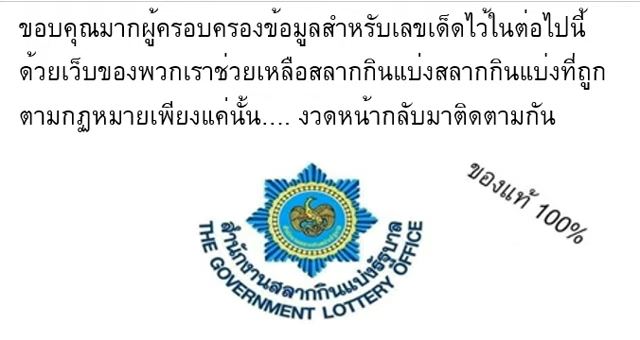 ขอบคุณมากผู้ครอบครองข้อมูลสำหรับเลขเด็ดไว้ในต่อไปนี้
ด้วยเว็บของพวกเราช่วยเหลือสลากกินแบ่งสลากกินแบ่งที่ถูก
ตามกฏหมายเพียงแค่นั้น.... งวดหน้ากลับมาติดตามกัน
ของแท้ 100%
สำนักงานสลากกินแบ่งรัฐบาล
THE GOVERNMENT LOTTERY OFFICE